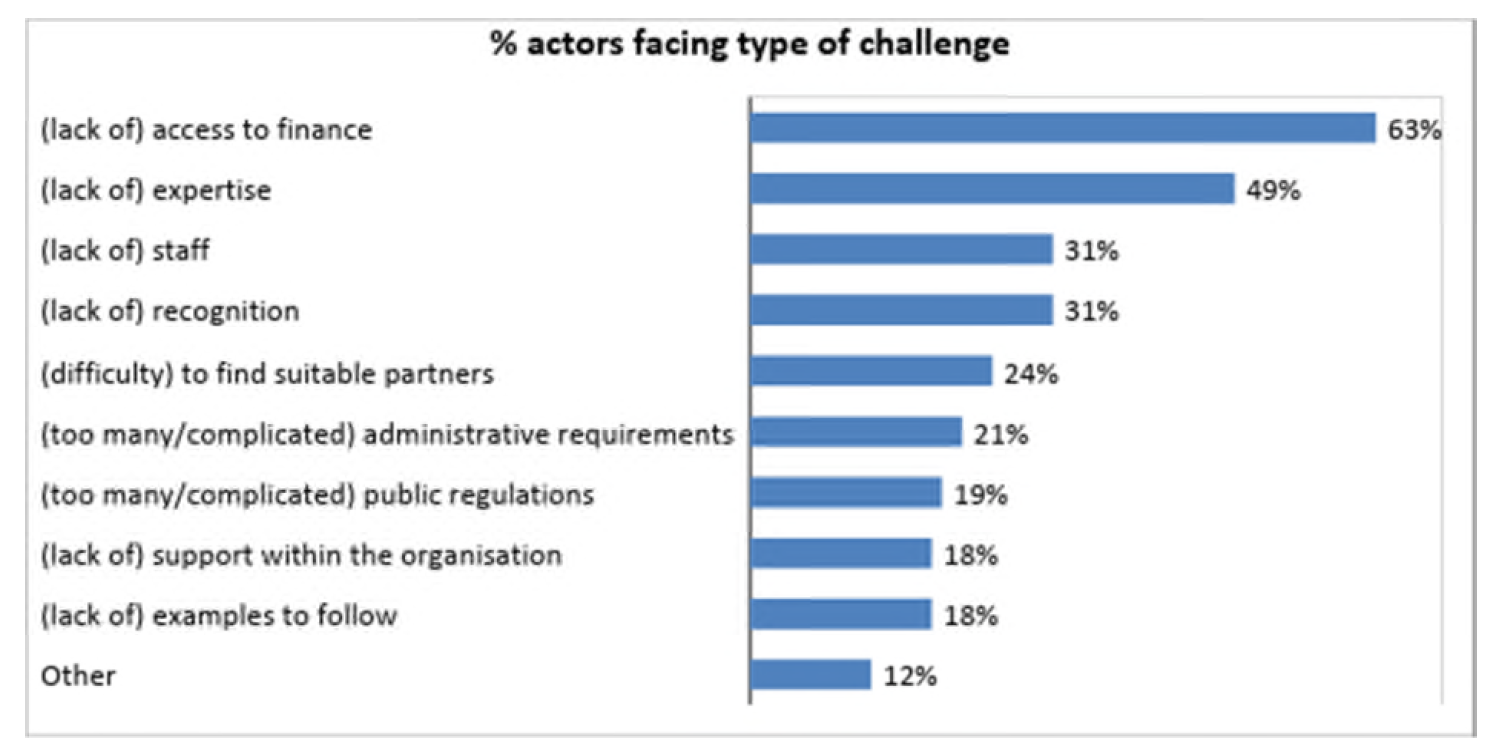 % actors facing type of challenge
(lack of) access to finance 63%
(lack of) expertise 49%
(lack of) staff 31%
(lack of) recognition 31%
(difficulty) to find suitable partners 24%
(too many/complicated) administrative requirements 21%
(too many/complicated) public regulations 19%
(lack of) support within the organisation 18%
(lack of) examples to follow 18%
Other 12%